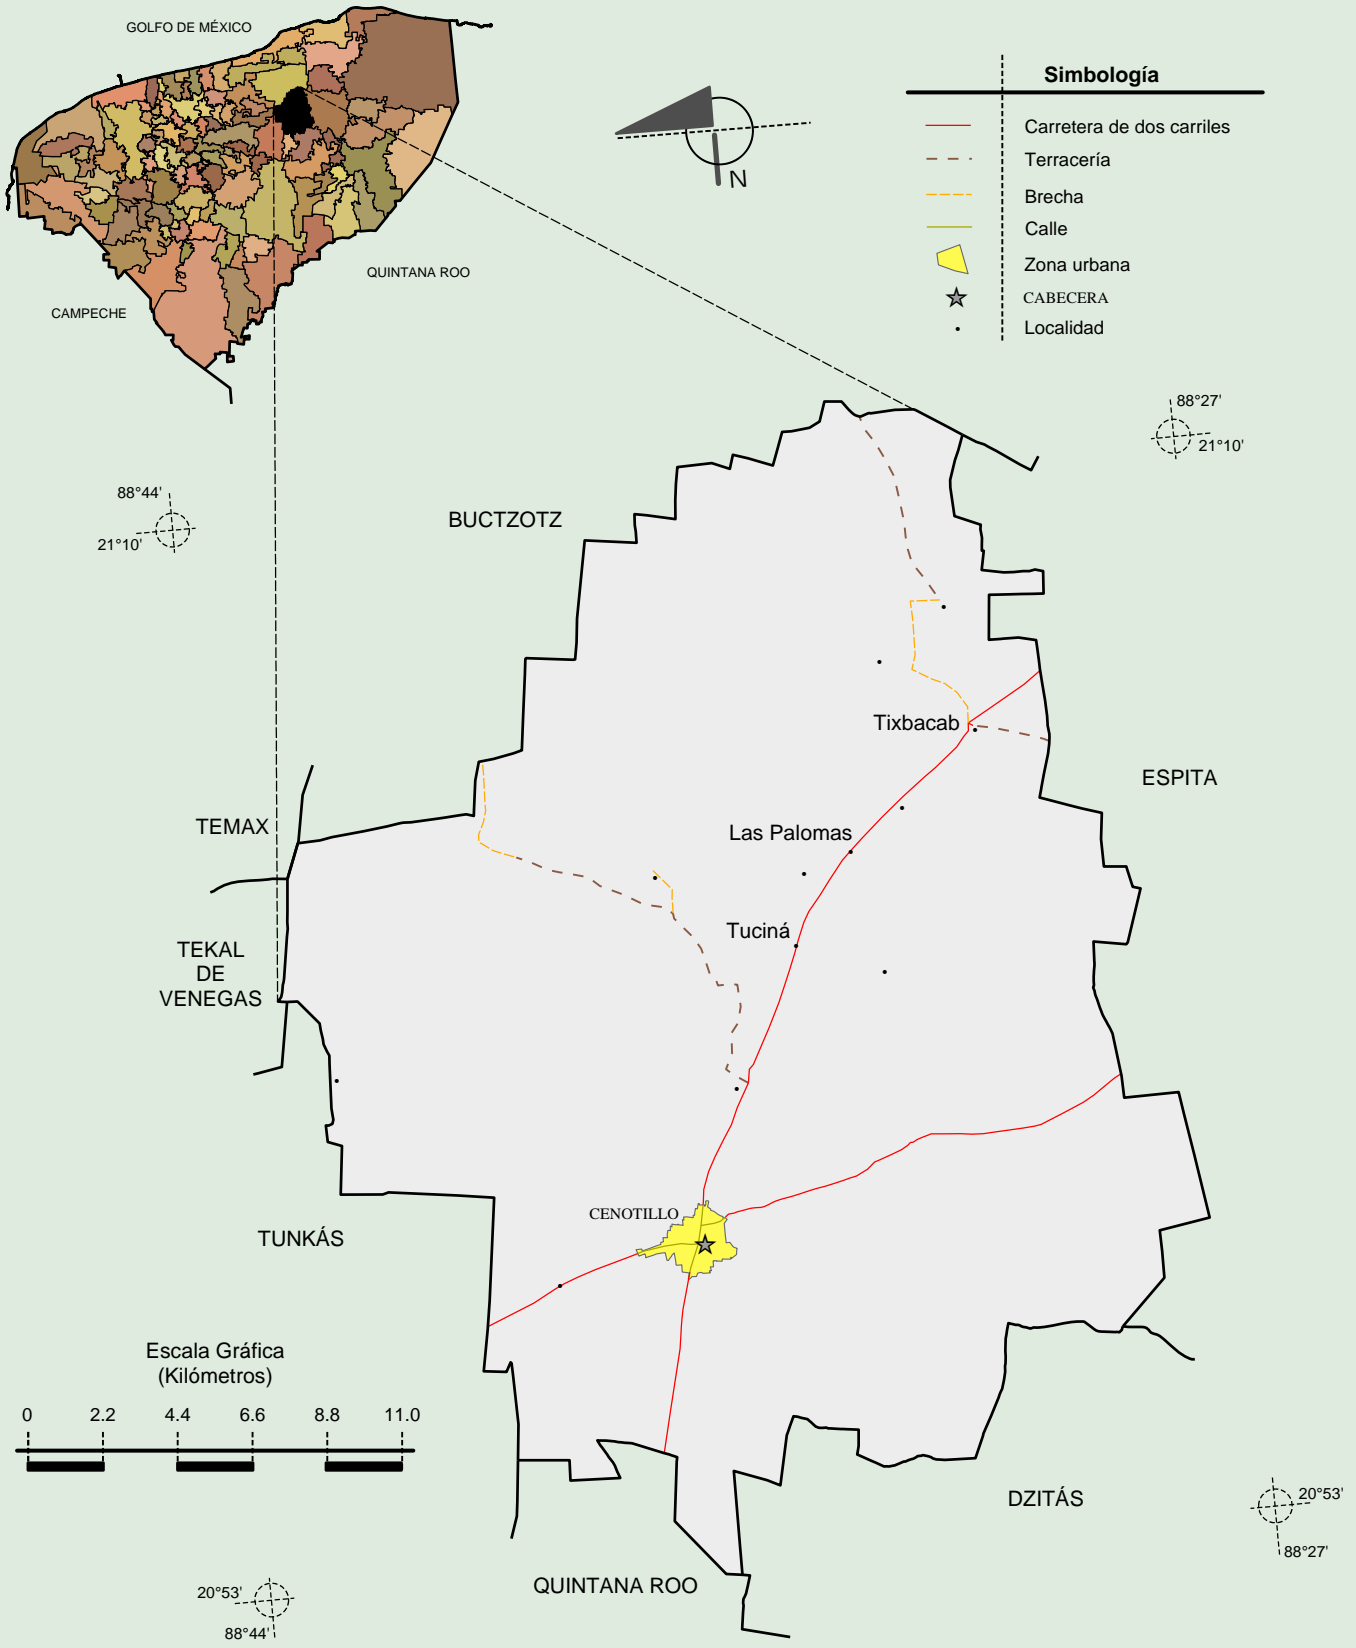 GOLFO DE MÉXICO
QUINTANA ROO
CAMPECHE
N
Simbología
Carretera de dos carriles
Terracería
Brecha
Calle
Zona urbana
CABECERA
Localidad
88°27'
21°10'
88°44'
21°10'
BUCTZOTZ
Tixbacab
ESPITA
TEMAX
Las Palomas
Tuciná
TEKAL
DE
VENEGAS
CENOTILLO
TUNKÁS
Escala Gráfica
(Kilómetros)
0 2.2 4.4 6.6 8.8 11.0
DZITÁS
20°53'
88°27'
QUINTANA ROO
20°53'
88°44'